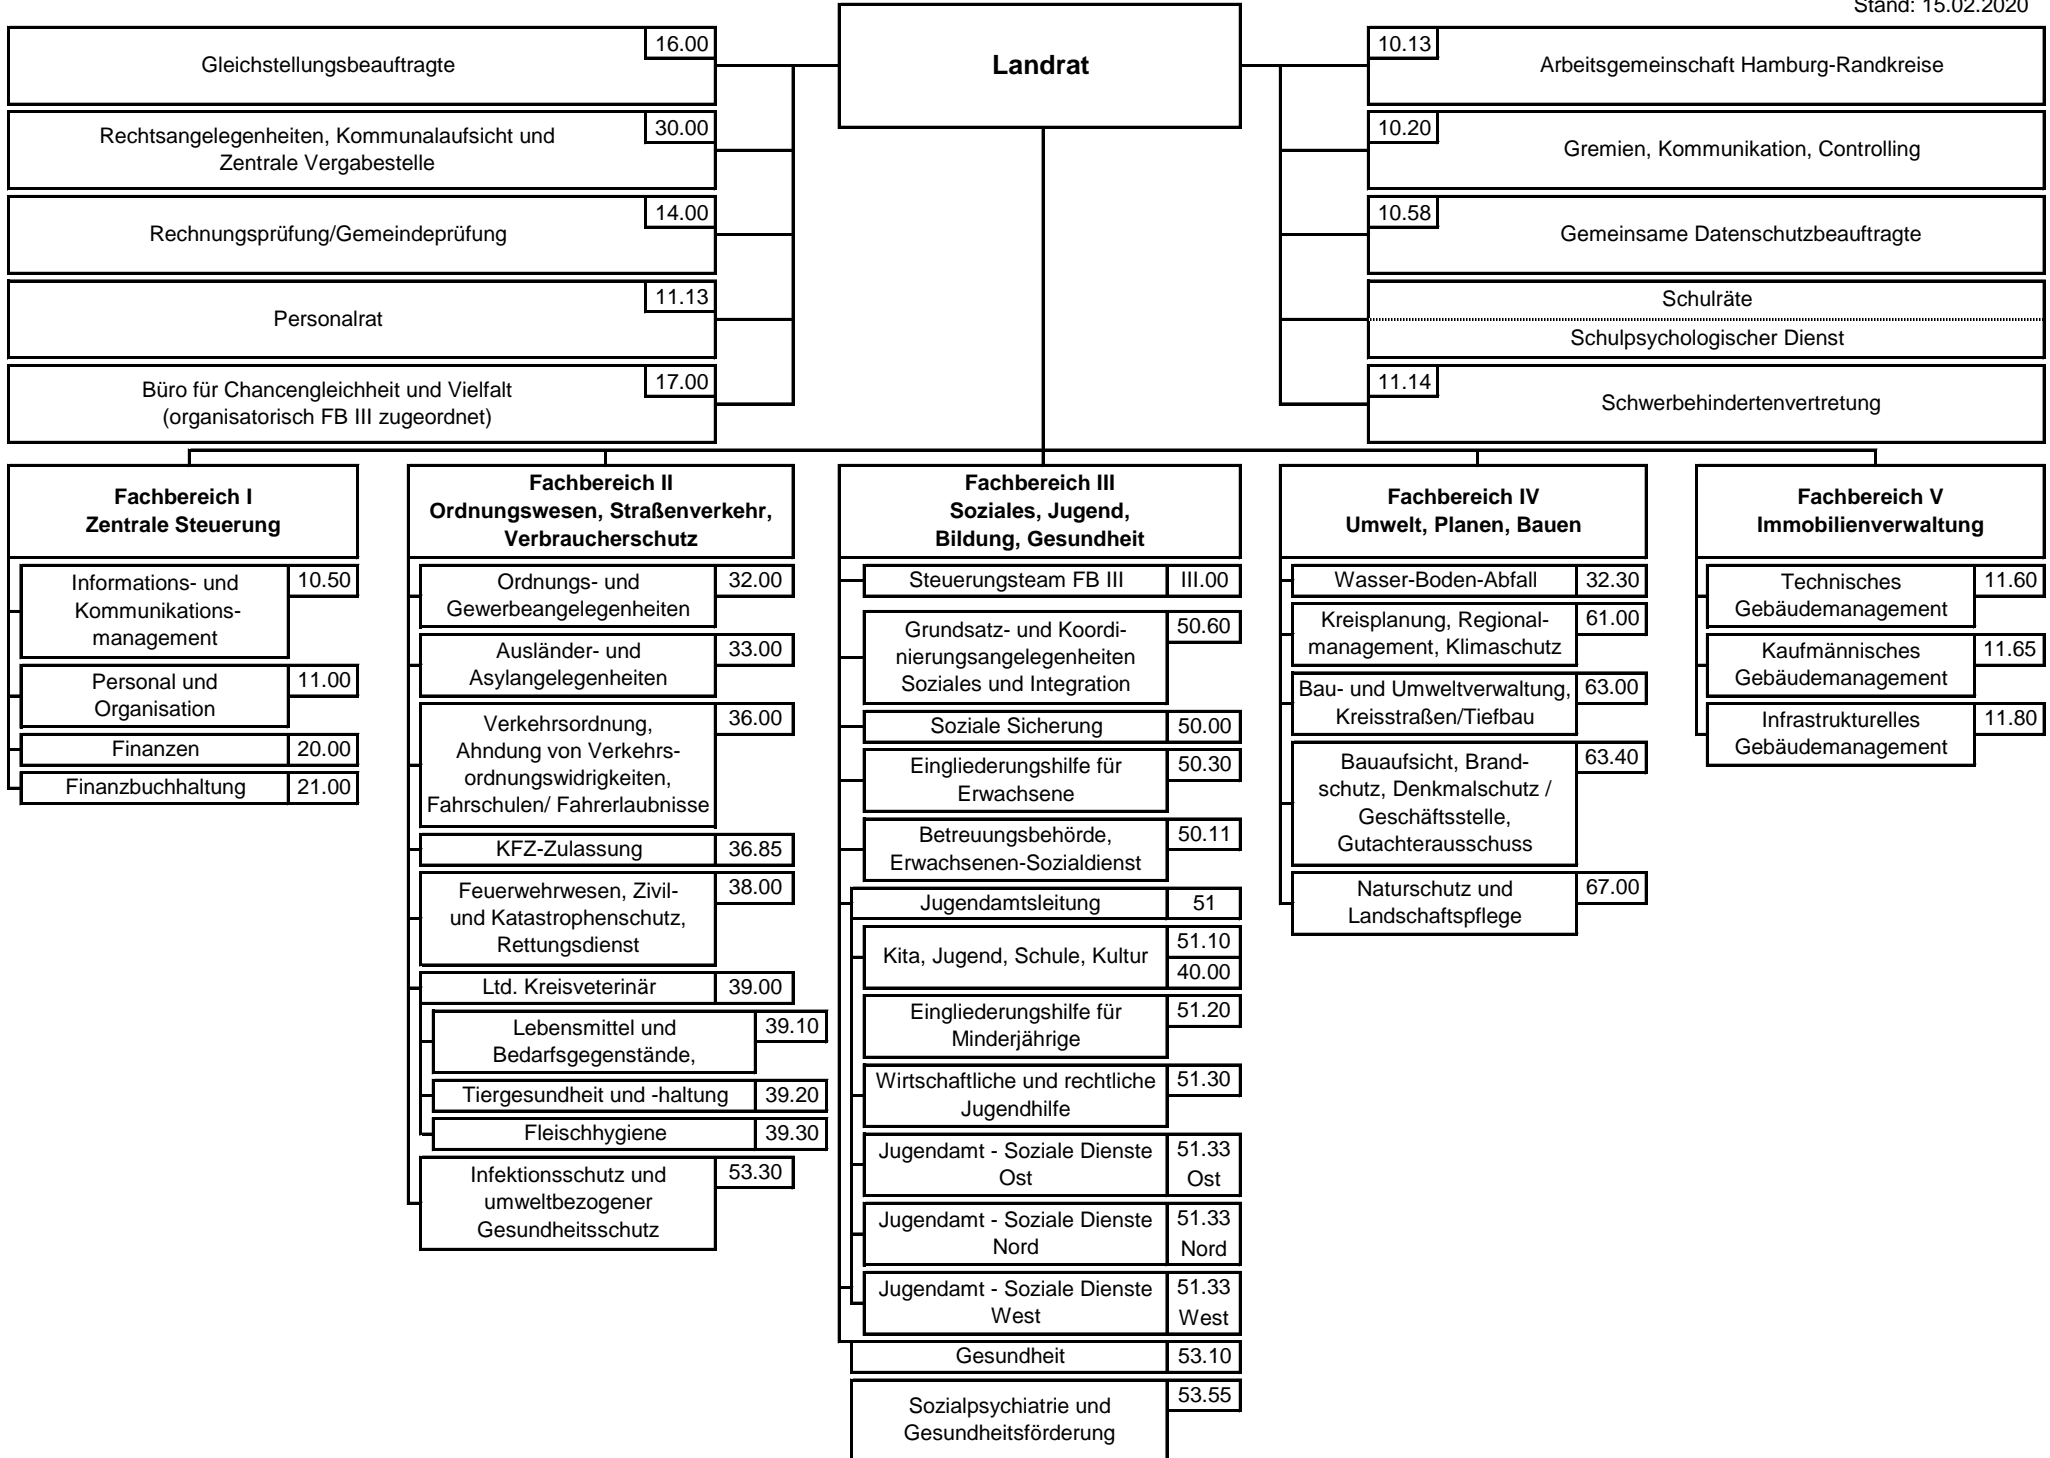 Stand: 15.02.2020
Landrat
16.00
Gleichstellungsbeauftragte
30.00
Rechtsangelegenheiten, Kommunalaufsicht und
Zentrale Vergabestelle
14.00
Rechnungsprüfung/Gemeindeprüfung
11.13
Personalrat
17.00
Büro für Chancengleichheit und Vielfalt
(organisatorisch FB III zugeordnet)
10.13
Arbeitsgemeinschaft Hamburg-Randkreise
10.20
Gremien, Kommunikation, Controlling
10.58
Gemeinsame Datenschutzbeauftragte
Schulräte
Schulpsychologischer Dienst
11.14
Schwerbehindertenvertretung
Fachbereich I
Zentrale Steuerung
Informations- und
Kommunikations-
management
10.50
Personal und
Organisation
11.00
Finanzen
20.00
Finanzbuchhaltung
21.00
Fachbereich II
Ordnungswesen, Straßenverkehr,
Verbraucherschutz
Ordnungs- und
Gewerbeangelegenheiten
32.00
Ausländer- und
Asylangelegenheiten
33.00
Verkehrsordnung,
Ahndung von Verkehrs-
ordnungswidrigkeiten,
Fahrschulen/ Fahrerlaubnisse
36.00
KFZ-Zulassung
36.85
Feuerwehrwesen, Zivil-
und Katastrophenschutz,
Rettungsdienst
38.00
Ltd. Kreisveterinär
39.00
Lebensmittel und
Bedarfsgegenstände,
39.10
Tiergesundheit und -haltung
39.20
Fleischhygiene
39.30
Infektionsschutz und
umweltbezogener
Gesundheitsschutz
53.30
Fachbereich III
Soziales, Jugend,
Bildung, Gesundheit
Steuerungsteam FB III
III.00
Grundsatz- und Koordi-
nierungsangelegenheiten
Soziales und Integration
50.60
Soziale Sicherung
50.00
Eingliederungshilfe für
Erwachsene
50.30
Betreuungsbehörde,
Erwachsenen-Sozialdienst
50.11
Jugendamtsleitung
51
Kita, Jugend, Schule, Kultur
51.10
40.00
Eingliederungshilfe für
Minderjährige
51.20
Wirtschaftliche und rechtliche
Jugendhilfe
51.30
Jugendamt - Soziale Dienste
Ost
51.33
Ost
Jugendamt - Soziale Dienste
Nord
51.33
Nord
Jugendamt - Soziale Dienste
West
51.33
West
Gesundheit
53.10
Sozialpsychiatrie und
Gesundheitsförderung
53.55
Fachbereich IV
Umwelt, Planen, Bauen
Wasser-Boden-Abfall
32.30
Kreisplanung, Regional-
management, Klimaschutz
61.00
Bau- und Umweltverwaltung,
Kreisstraßen/Tiefbau
63.00
Bauaufsicht, Brand-
schutz, Denkmalschutz /
Geschäftsstelle,
Gutachterausschuss
63.40
Naturschutz und
Landschaftspflege
67.00
Fachbereich V
Immobilienverwaltung
Technisches
Gebäudemanagement
11.60
Kaufmännisches
Gebäudemanagement
11.65
Infrastrukturelles
Gebäudemanagement
11.80